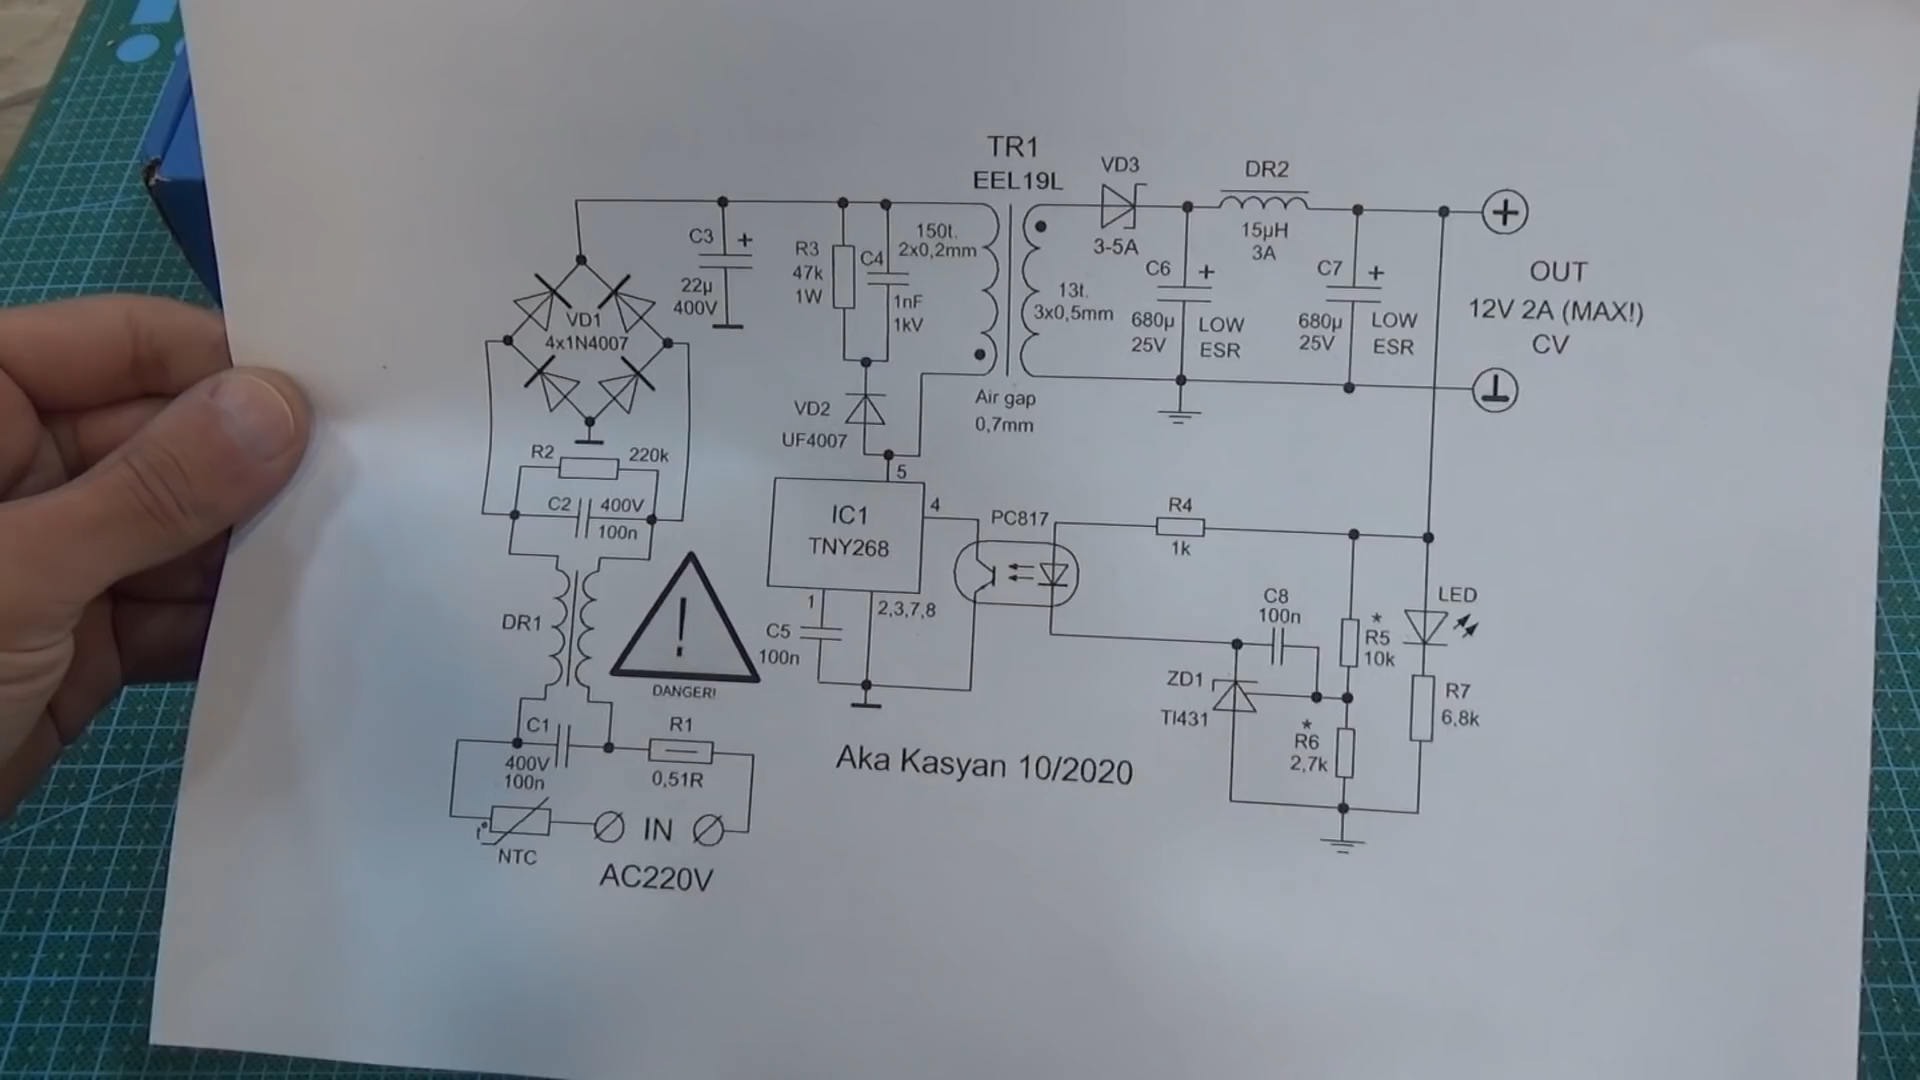 TR1
EEL19L
VD3
DR2
C3 +
22µ
400V
R3
47k
1W
C4
1nF
1kV
150t.
2x0,2mm
13t.
3x0,5mm
3-5A
15µH
3A
C6 +
680µ
25V
LOW
ESR
C7 +
680µ
25V
LOW
ESR
+
OUT
12V 2A (MAX!)
CV
VD1
4x1N4007
VD2
UF4007
Air gap
0,7mm
R2 220k
C2 400V
100n
5
IC1
TNY268
4
PC817
R4
1k
1
2,3,7,8
C5
100n
DR1
!
DANGER!
C8
100n
LED
*
R5
10k
ZD1
Tl431
*
R6
2,7k
R7
6,8k
C1
400V
100n
R1
0,51R
t°
NTC
IN
AC220V
Aka Kasyan 10/2020